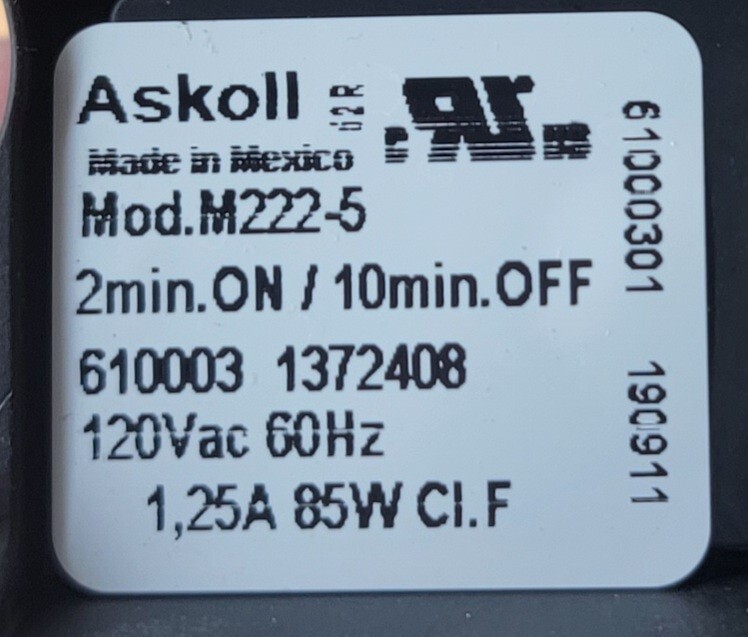 Askoll
Made in Mexico
Mod.M222-5
2min.ON / 10min.OFF
610003 1372408
120Vac 60Hz
1,25A 85W Cl.F
61000301 190911